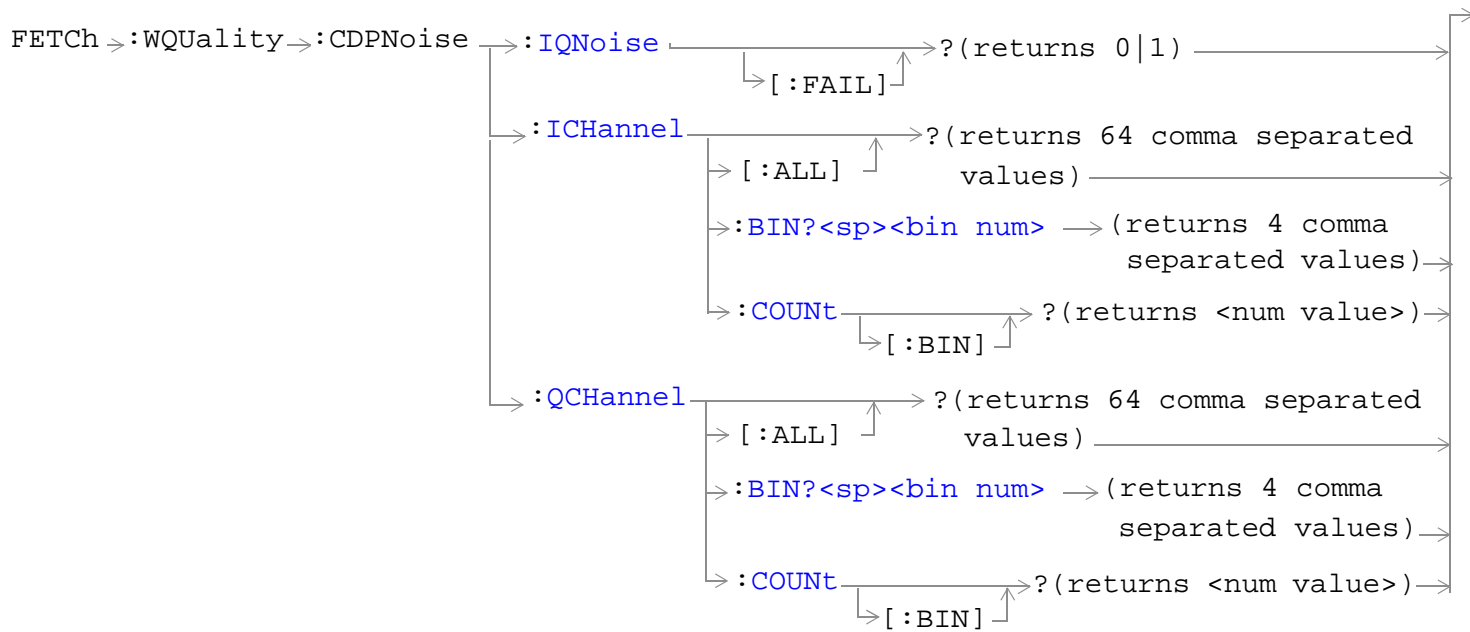 FETCh :WQUality :CDPNoise :IQNoise ?(returns 0|1)
[:FAIL]
:ICHannel ?(returns 64 comma separated
[:ALL] values)
:BIN?<sp><bin num> (returns 4 comma
separated values)
:COUNt ?(returns <num value>)
[:BIN]
:QCHannel ?(returns 64 comma separated
[:ALL] values)
:BIN?<sp><bin num> (returns 4 comma
separated values)
:COUNt ?(returns <num value>)
[:BIN]